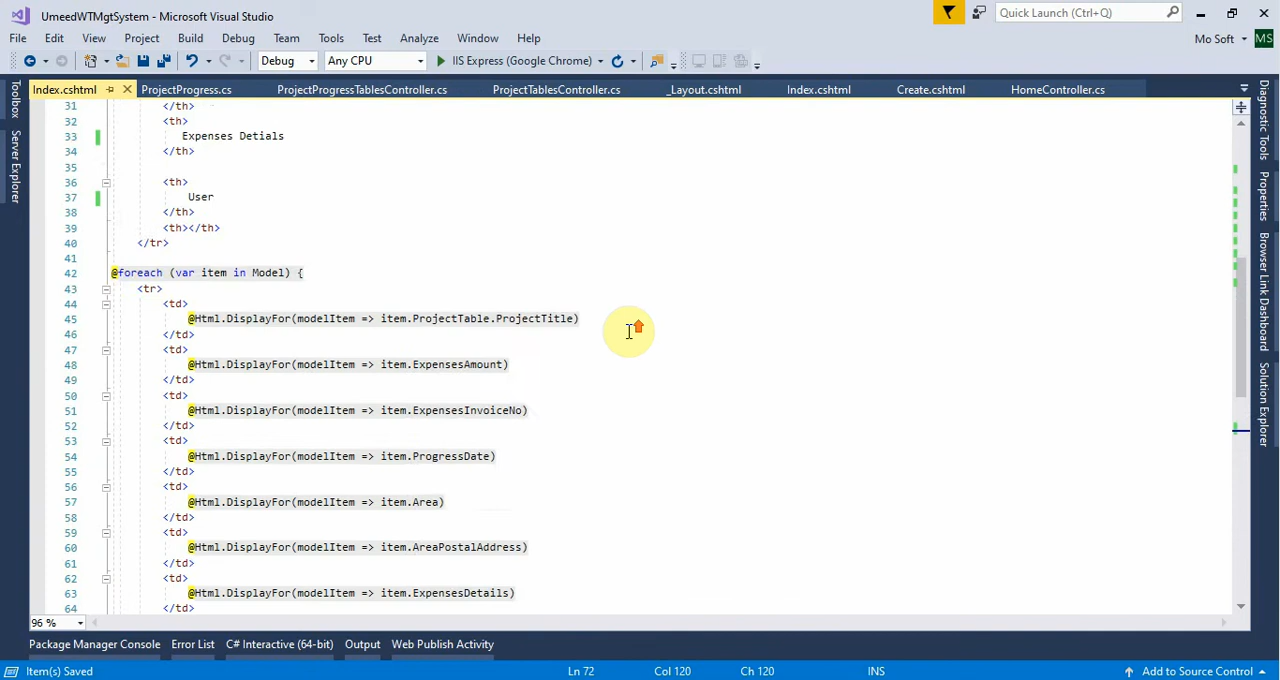 UmeedWTMgtSystem - Microsoft Visual Studio
Quick Launch (Ctrl+Q)
File Edit View Project Build Debug Team Tools Test Analyze Window Help
Mo Soft MS
Debug Any CPU IIS Express (Google Chrome)
Index.cshtml ProjectProgress.cs ProjectProgressTablesController.cs ProjectTablesController.cs _Layout.cshtml Index.cshtml Create.cshtml HomeController.cs
Toolbox
Server Explorer
31 </th>
32 <th>
33 Expenses Detials
34 </th>
35
36 <th>
37 User
38 </th>
39 <th></th>
40 </tr>
41
42 @foreach (var item in Model) {
43 <tr>
44 <td>
45 @Html.DisplayFor(modelItem => item.ProjectTable.ProjectTitle)
46 </td>
47 <td>
48 @Html.DisplayFor(modelItem => item.ExpensesAmount)
49 </td>
50 <td>
51 @Html.DisplayFor(modelItem => item.ExpensesInvoiceNo)
52 </td>
53 <td>
54 @Html.DisplayFor(modelItem => item.ProgressDate)
55 </td>
56 <td>
57 @Html.DisplayFor(modelItem => item.Area)
58 </td>
59 <td>
60 @Html.DisplayFor(modelItem => item.AreaPostalAddress)
61 </td>
62 <td>
63 @Html.DisplayFor(modelItem => item.ExpensesDetails)
64 </td>
Diagnostic Tools
Properties
Browser Link Dashboard
Solution Explorer
96 %
Package Manager Console Error List C# Interactive (64-bit) Output Web Publish Activity
Item(s) Saved Ln 72 Col 120 Ch 120 INS Add to Source Control